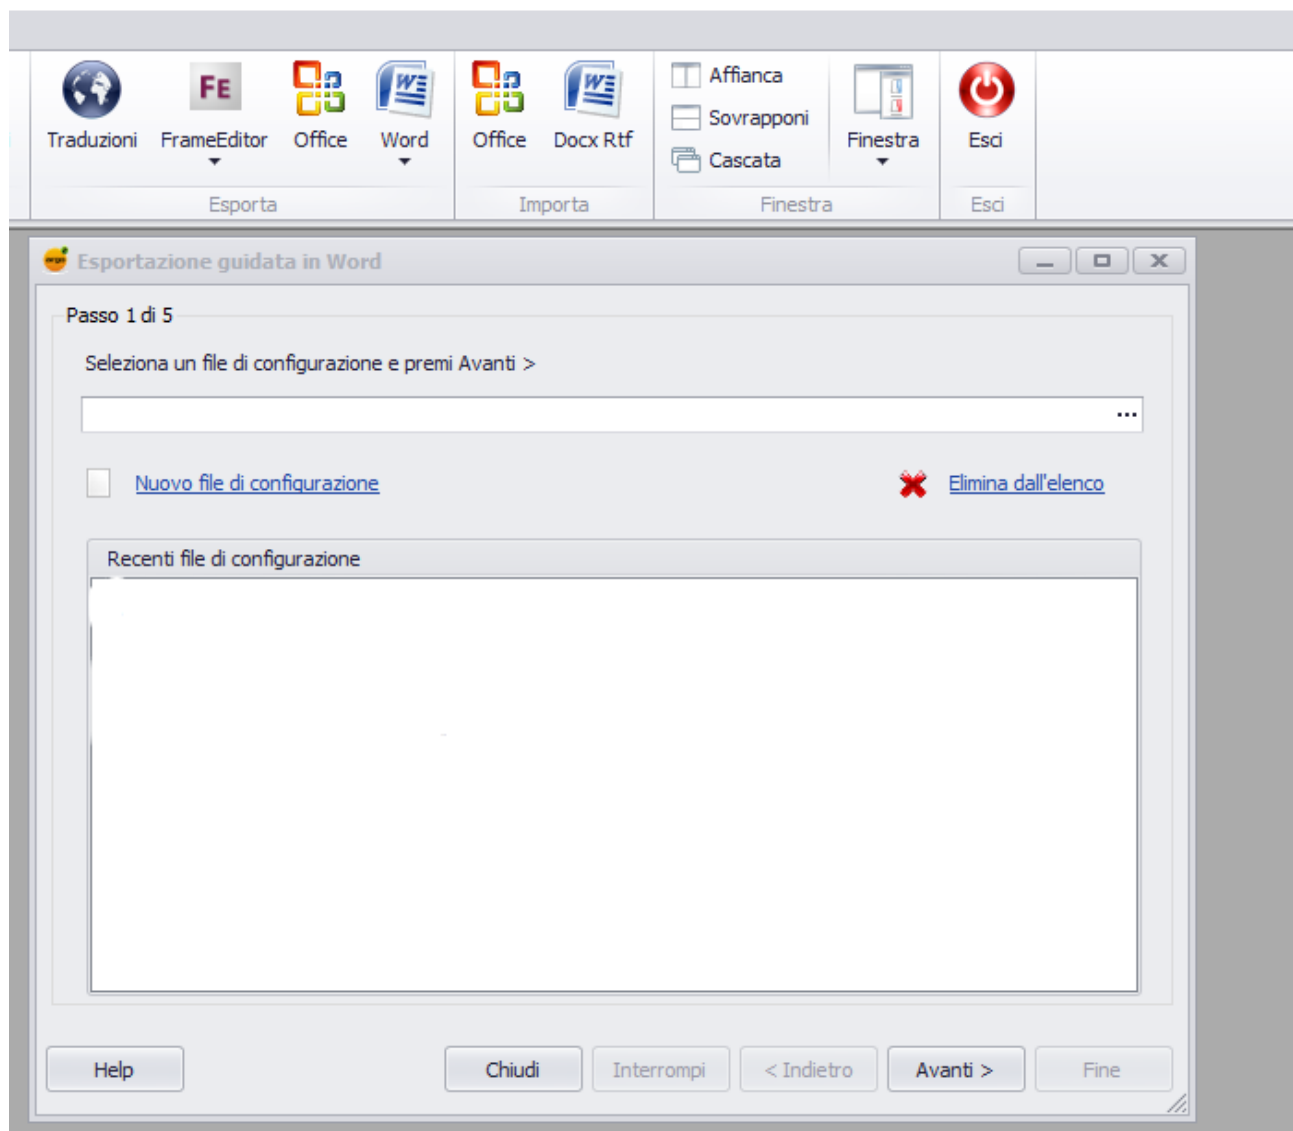 Traduzioni
FE
FrameEditor
Office
Word
Esporta
Office
Docx Rtf
Importa
Affianca
Sovrapponi
Cascata
Finestra
Finestra
Esci
Esci
Esportazione guidata in Word
Passo 1 di 5
Seleziona un file di configurazione e premi Avanti >
...
Nuovo file di configurazione
Elimina dall'elenco
Recenti file di configurazione
Help
Chiudi
Interrompi
< Indietro
Avanti >
Fine